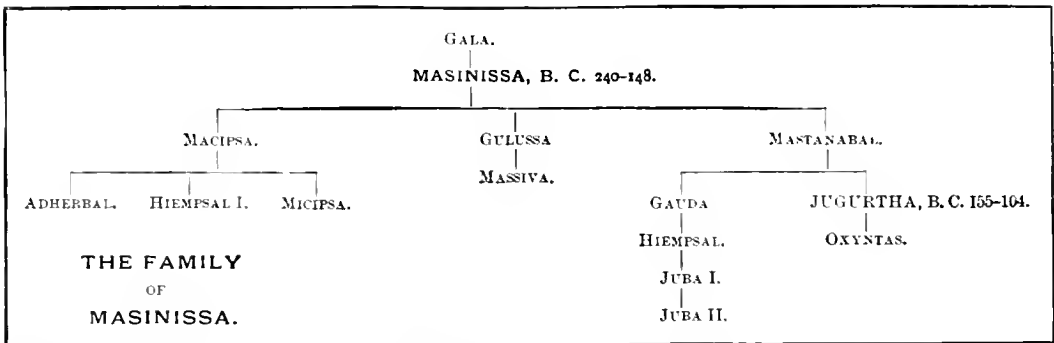 GALA.
MASINISSA, B. C. 240-148.
MACIPSA. GULUSSA MASTANABAL.
MASSIVA.
ADHERBAL. HIEMPSAL I. MICIPSA. GAUDA JUGURTHA, B. C. 155-104.
HIEMPSAL. OXYNTAS.
THE FAMILY
OF
MASINISSA.
JUBA I.
JUBA II.